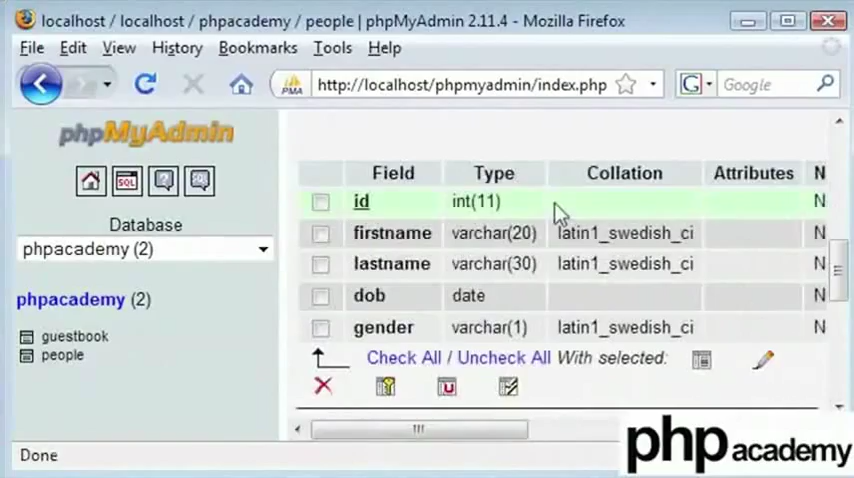 localhost / localhost / phpacademy / people | phpMyAdmin 2.11.4 - Mozilla Firefox
File Edit View History Bookmarks Tools Help
PMA http://localhost/phpmyadmin/index.php G Google
phpMyAdmin
SQL
Database
phpacademy (2)
phpacademy (2)
guestbook
people
Field Type Collation Attributes N
id int(11) N
firstname varchar(20) latin1_swedish_ci N
lastname varchar(30) latin1_swedish_ci N
dob date N
gender varchar(1) latin1_swedish_ci N
Check All / Uncheck All With selected:
Done
php academy